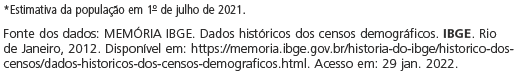 *Estimativa da população em 1º de julho de 2021.
Fonte dos dados: MEMÓRIA IBGE. Dados históricos dos censos demográficos. IBGE. Rio
de Janeiro, 2012. Disponível em: https://memoria.ibge.gov.br/historia-do-ibge/historico-dos-
censos/dados-historicos-dos-censos-demograficos.html. Acesso em: 29 jan. 2022.